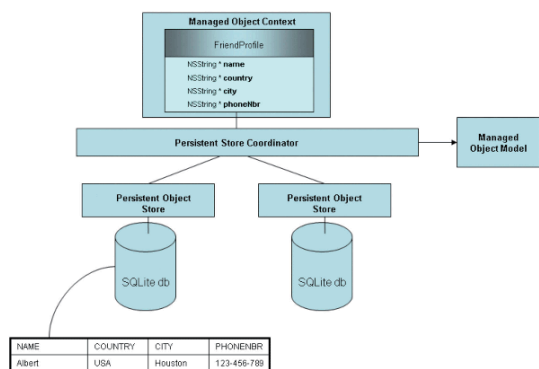 Managed Object Context
FriendProfile
NSString * name
NSString * country
NSString * city
NSString * phoneNbr
Persistent Store Coordinator
Managed
Object Model
Persistent Object
Store
Persistent Object
Store
SQLite db
SQLite db
NAME COUNTRY CITY PHONENBR
Albert USA Houston 123-456-789